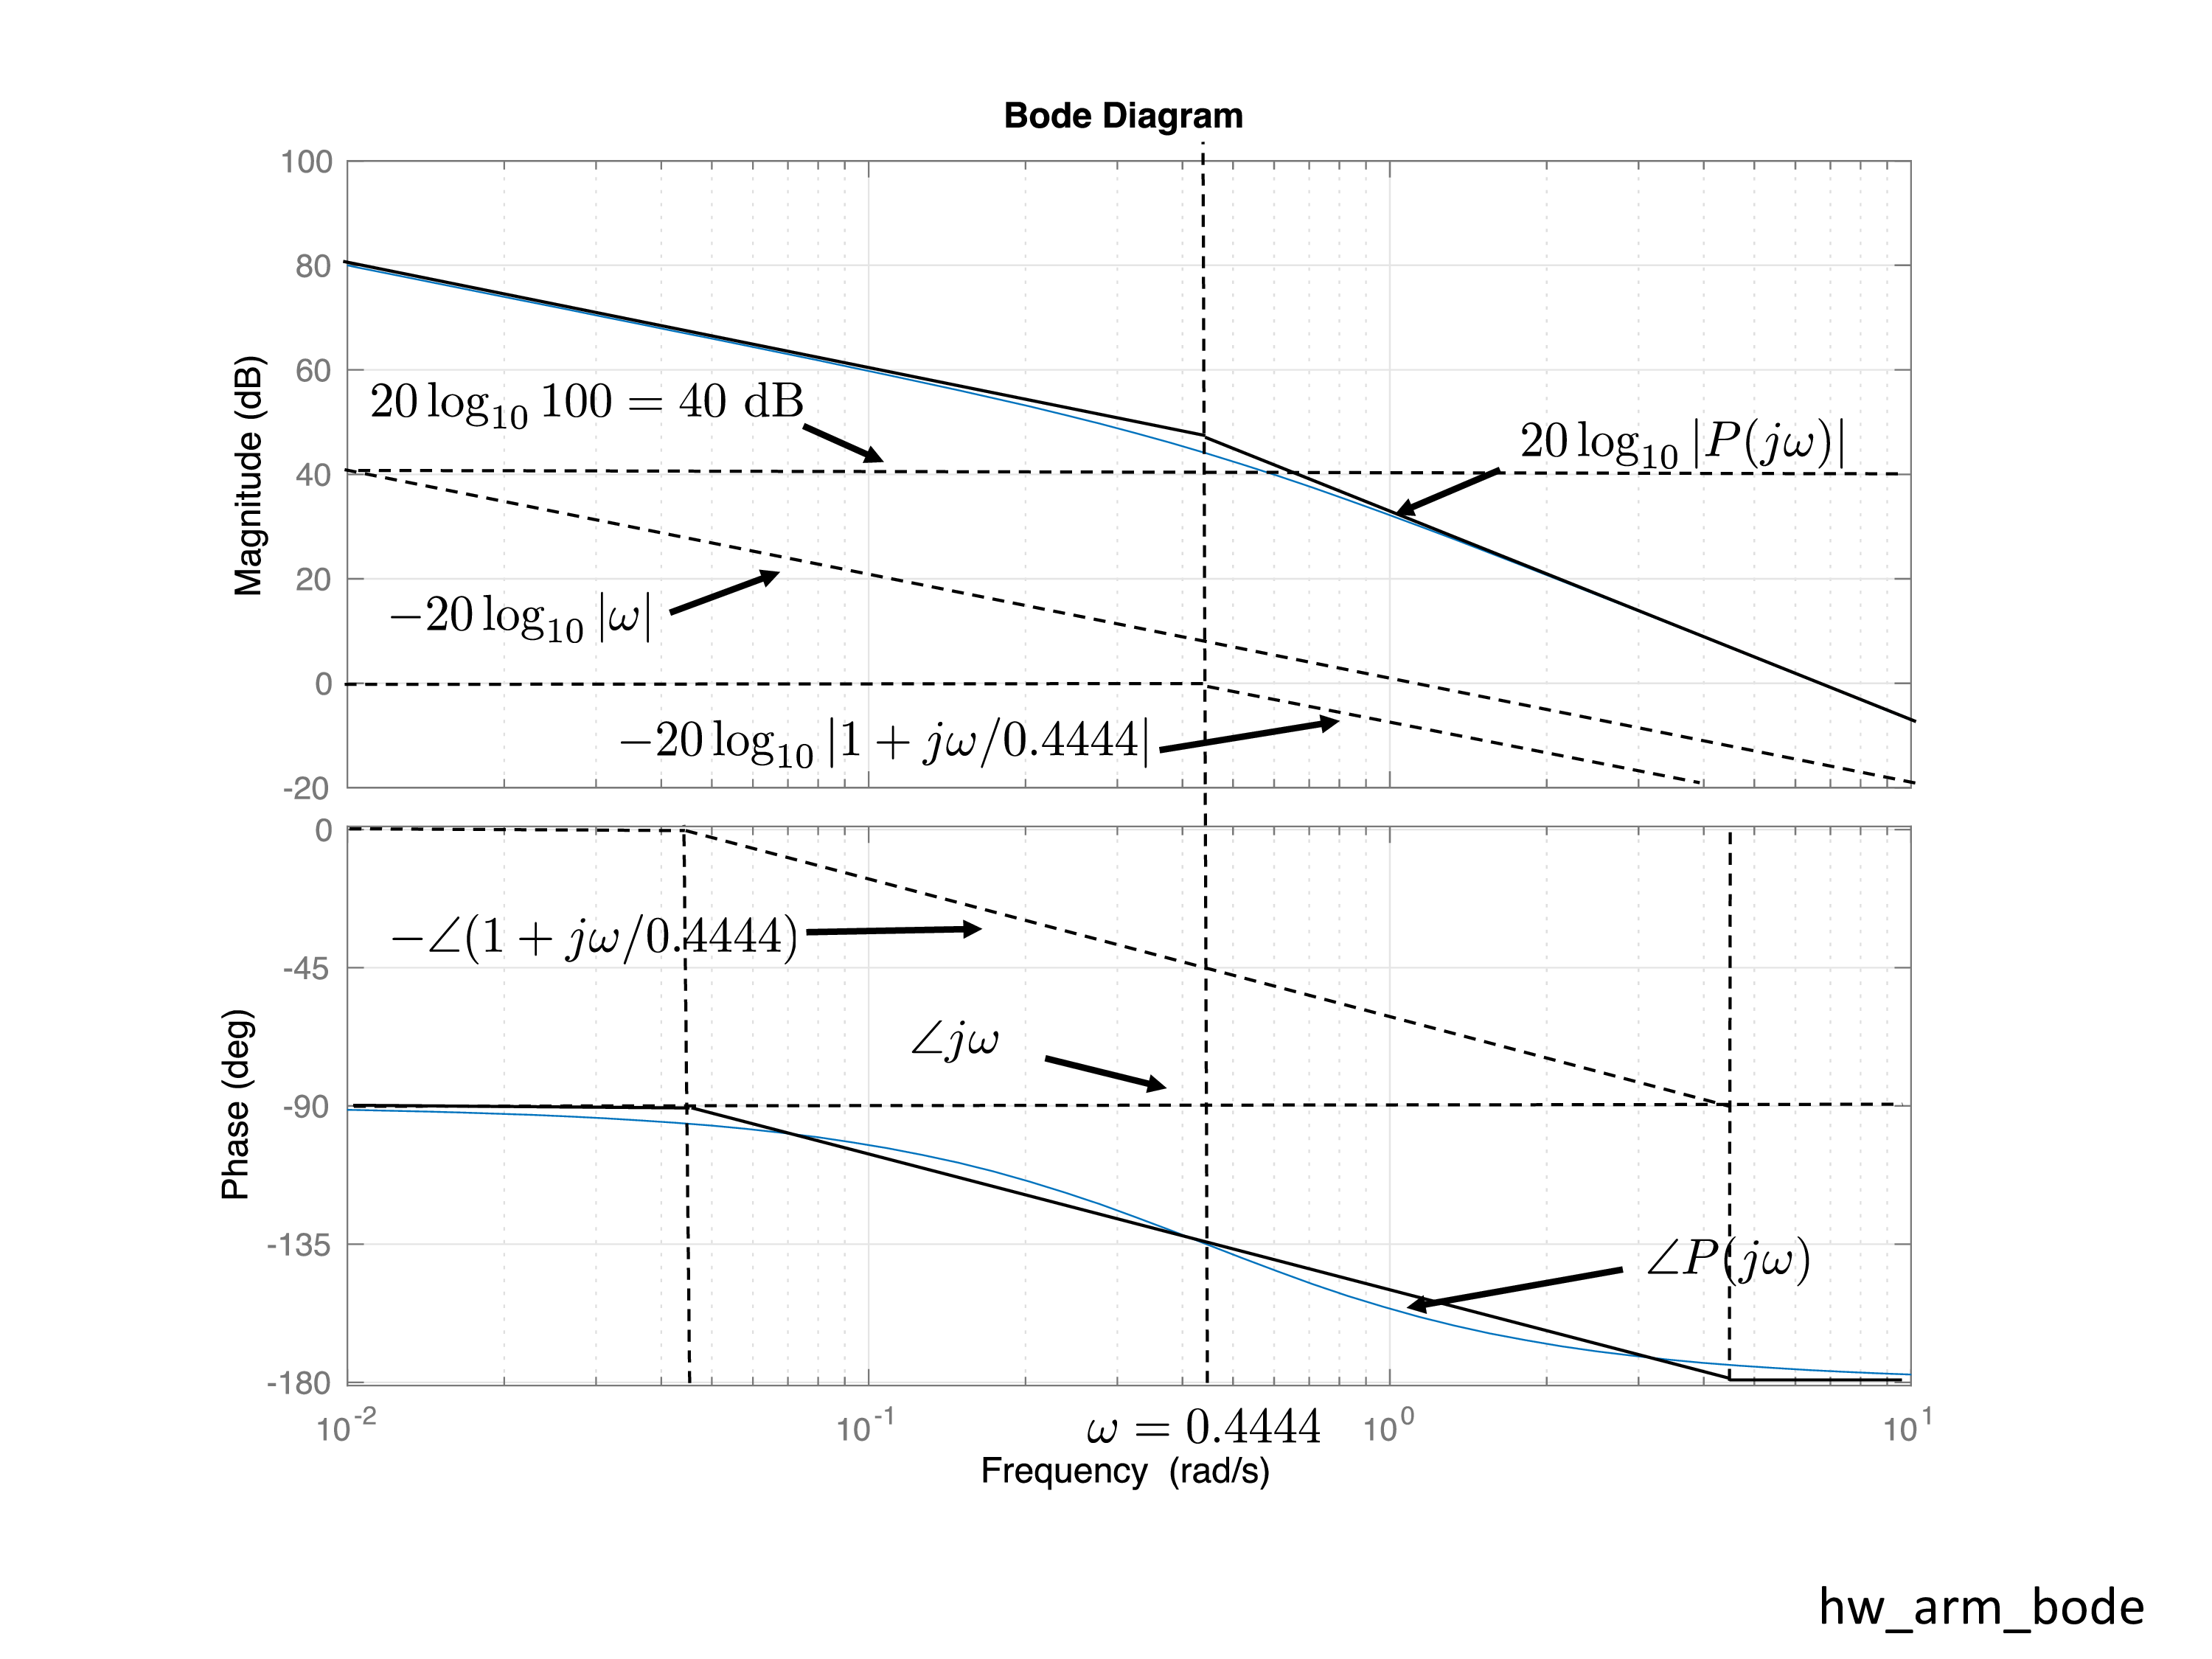 Bode Diagram
100
80
60
40
20
0
-20
Magnitude (dB)
20 log₁₀ 100 = 40 dB
20 log₁₀ |P(jω)|
−20 log₁₀ |ω|
−20 log₁₀ |1 + jω/0.4444|
0
-45
-90
-135
-180
Phase (deg)
−∠(1 + jω/0.4444)
∠jω
∠P(jω)
10⁻² 10⁻¹ ω = 0.4444 10⁰ 10¹
Frequency (rad/s)
hw_arm_bode